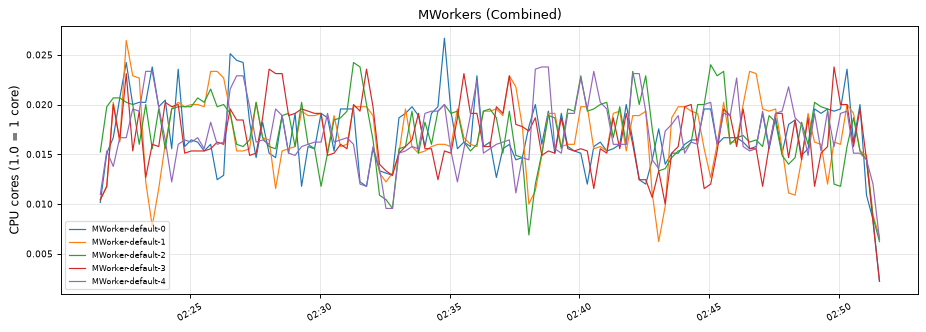 MWorkers (Combined)
CPU cores (1.0 = 1 core)
0.025
0.020
0.015
0.010
0.005
MWorker-default-0
MWorker-default-1
MWorker-default-2
MWorker-default-3
MWorker-default-4
02:25
02:30
02:35
02:40
02:45
02:50